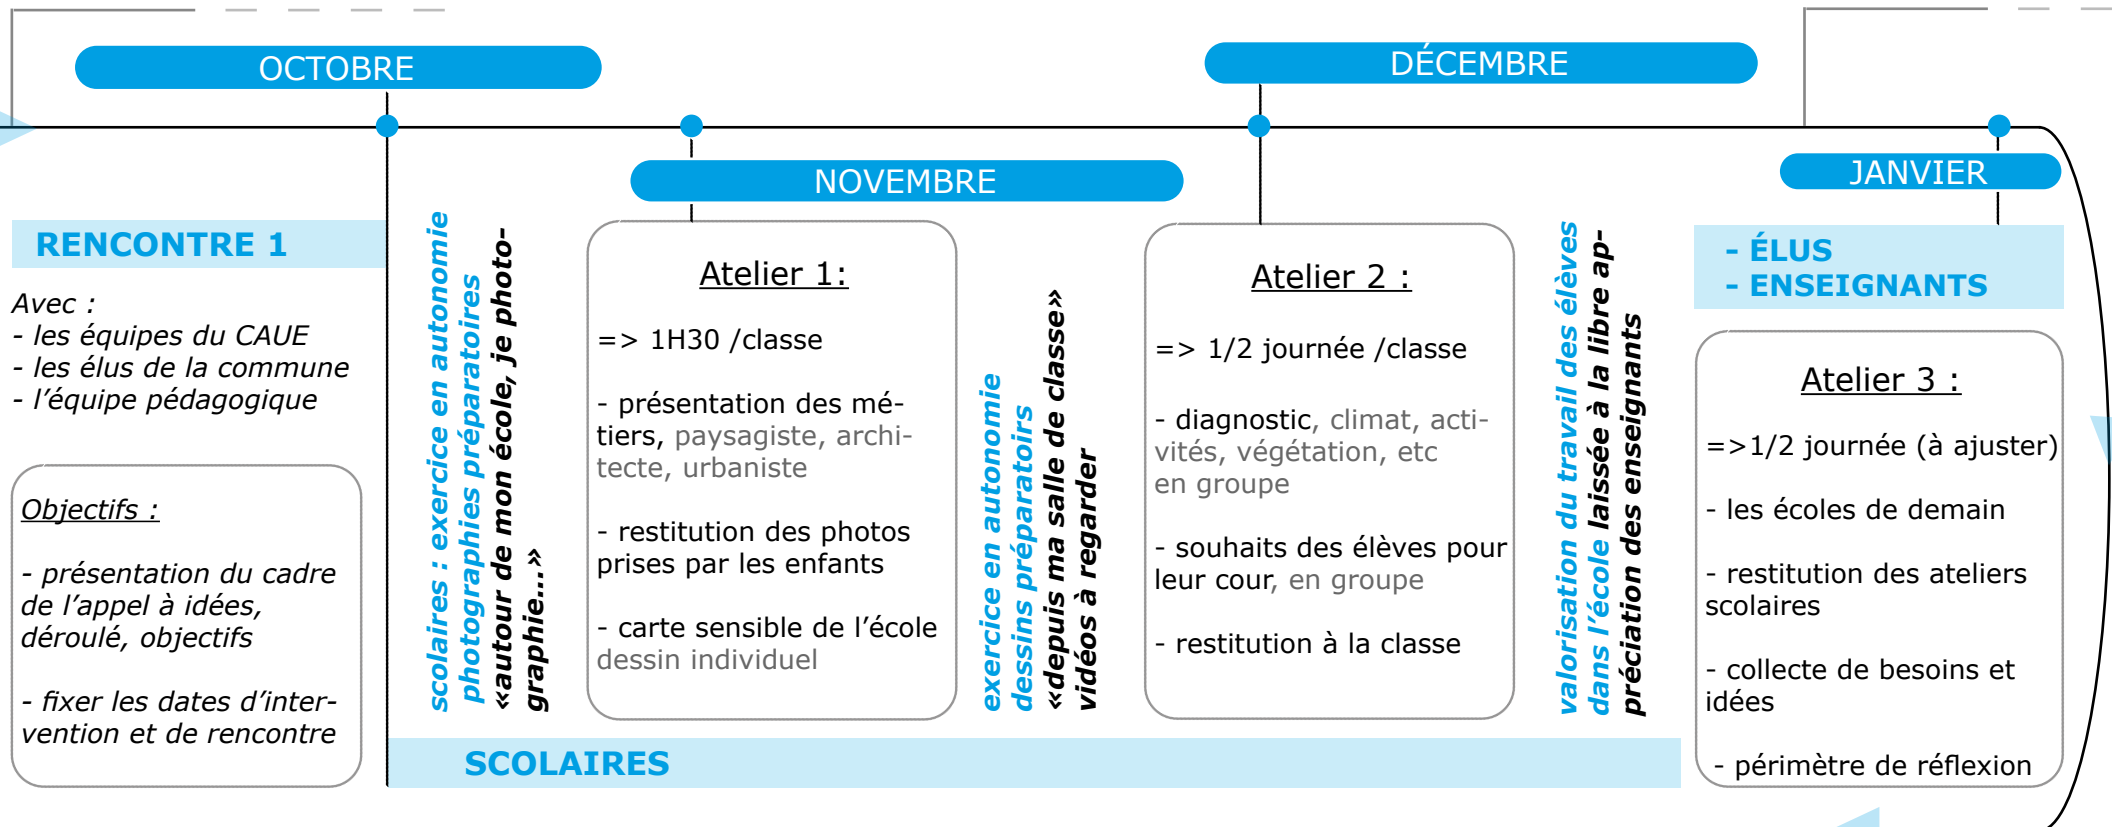 OCTOBRE
DÉCEMBRE
NOVEMBRE
JANVIER
RENCONTRE 1
Avec :
- les équipes du CAUE
- les élus de la commune
- l’équipe pédagogique
Objectifs :
- présentation du cadre
de l’appel à idées,
déroulé, objectifs
- fixer les dates d’inter-
vention et de rencontre
scolaires : exercice en autonomie
photographies préparatoires
«autour de mon école, je photo-
graphie...»
Atelier 1:
=> 1H30 /classe
- présentation des mé-
tiers, paysagiste, archi-
tecte, urbaniste
- restitution des photos
prises par les enfants
- carte sensible de l’école
dessin individuel
exercice en autonomie
dessins préparatoirs
«depuis ma salle de classe»
vidéos à regarder
Atelier 2 :
=> 1/2 journée /classe
- diagnostic, climat, acti-
vités, végétation, etc
en groupe
- souhaits des élèves pour
leur cour, en groupe
- restitution à la classe
valorisation du travail des élèves
dans l’école laissée à la libre ap-
préciation des enseignants
- ÉLUS
- ENSEIGNANTS
Atelier 3 :
=>1/2 journée (à ajuster)
- les écoles de demain
- restitution des ateliers
scolaires
- collecte de besoins et
idées
- périmètre de réflexion
SCOLAIRES